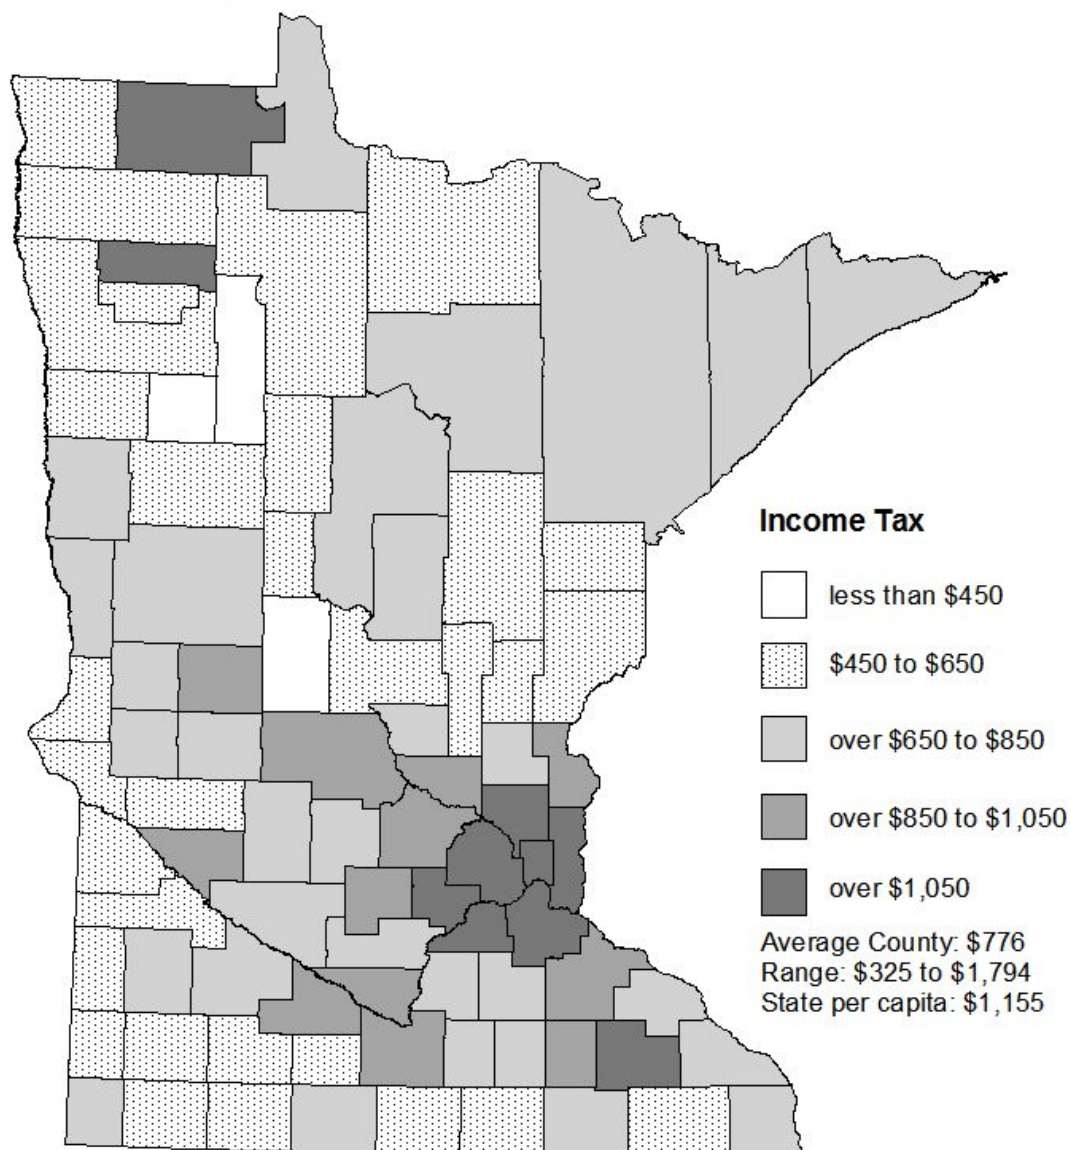 Income Tax
less than $450
$450 to $650
over $650 to $850
over $850 to $1,050
over $1,050
Average County: $776
Range: $325 to $1,794
State per capita: $1,155